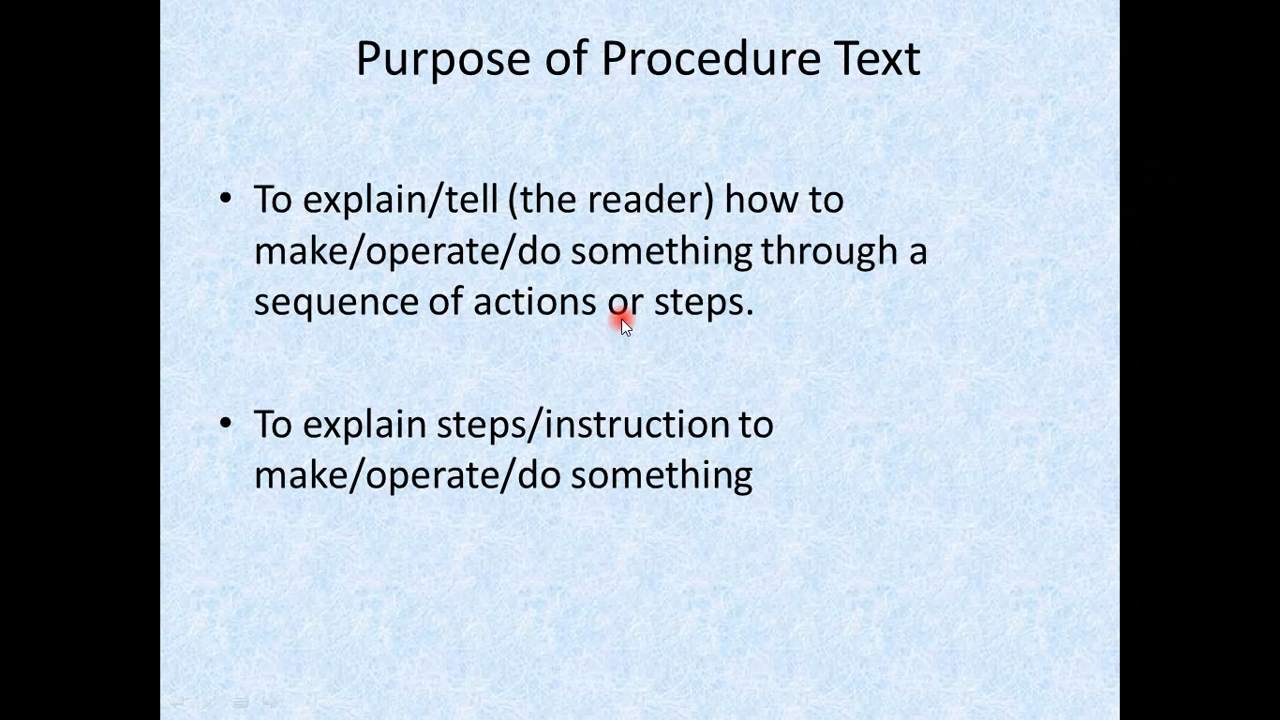 Purpose of Procedure Text
• To explain/tell (the reader) how to
make/operate/do something through a
sequence of actions or steps.
• To explain steps/instruction to
make/operate/do something